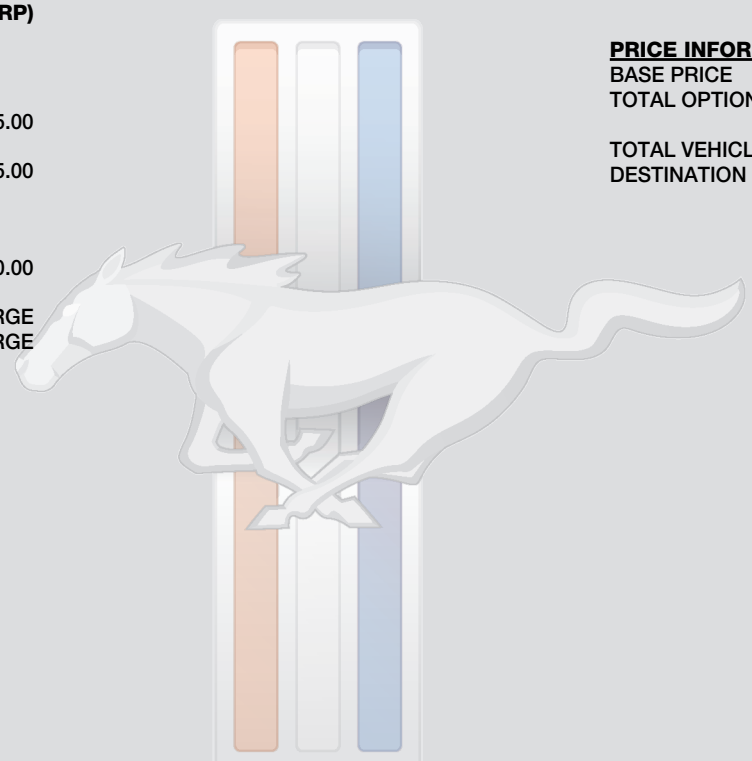 RP)
5.00
5.00
0.00
RGE
RGE
PRICE INFOR
BASE PRICE
TOTAL OPTION
TOTAL VEHICL
DESTINATION